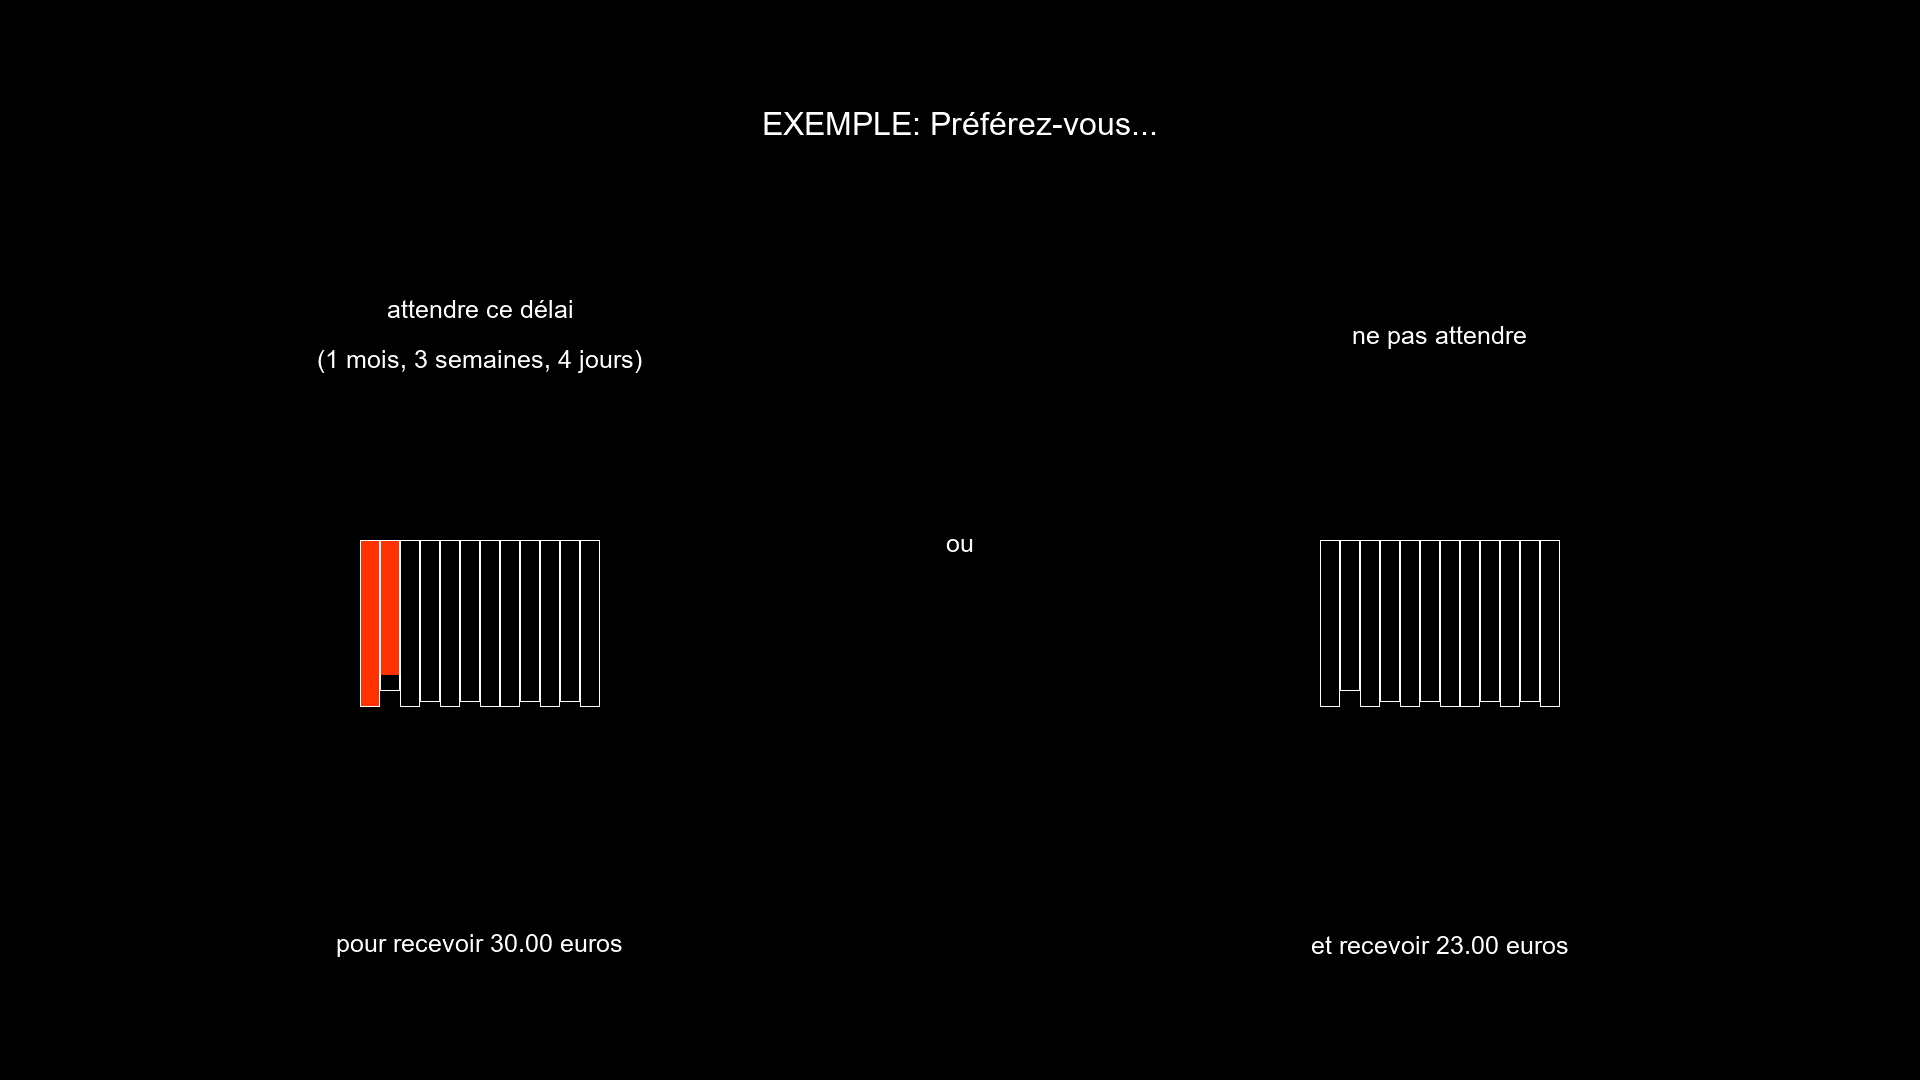 EXEMPLE: Préférez-vous...
attendre ce délai
(1 mois, 3 semaines, 4 jours)
ne pas attendre
ou
pour recevoir 30.00 euros
et recevoir 23.00 euros